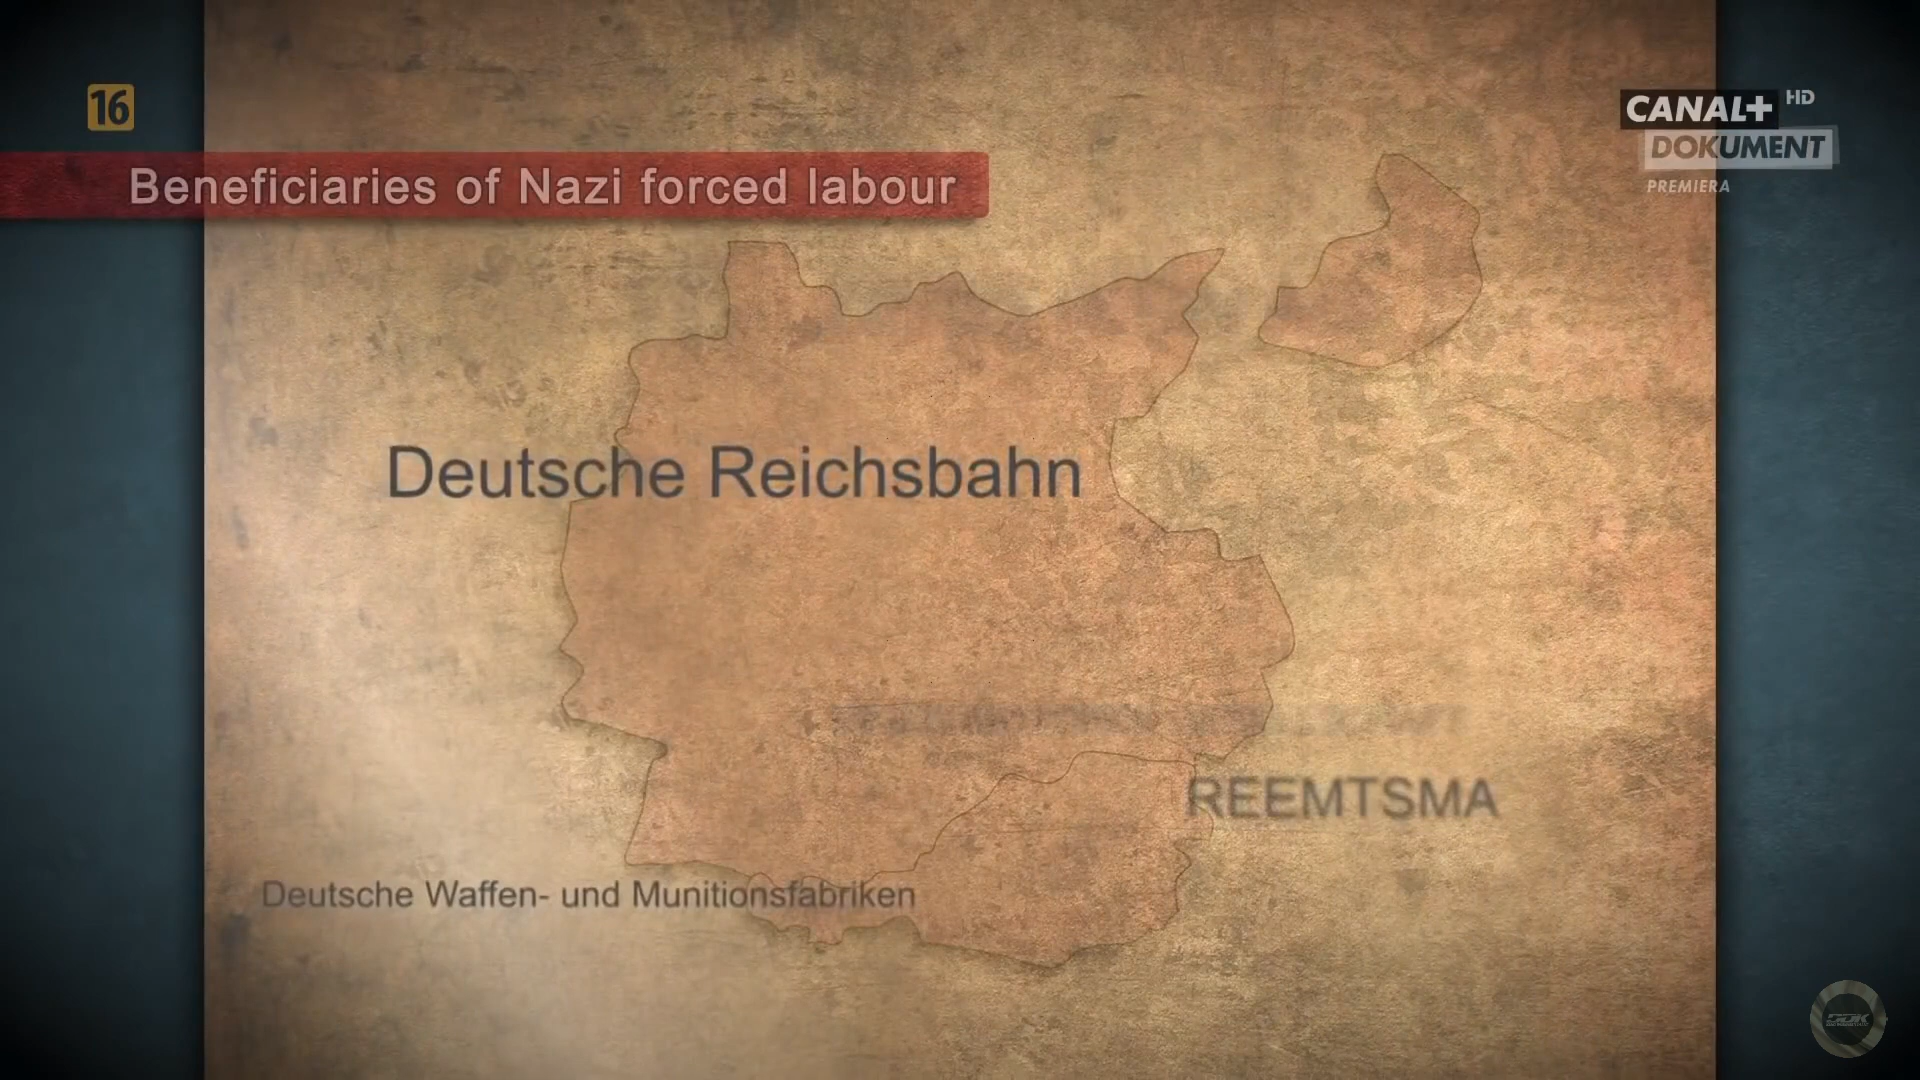 16
CANAL+ HD
DOKUMENT
PREMIERA
Beneficiaries of Nazi forced labour
Deutsche Reichsbahn
REEMTSMA
Deutsche Waffen- und Munitionsfabriken